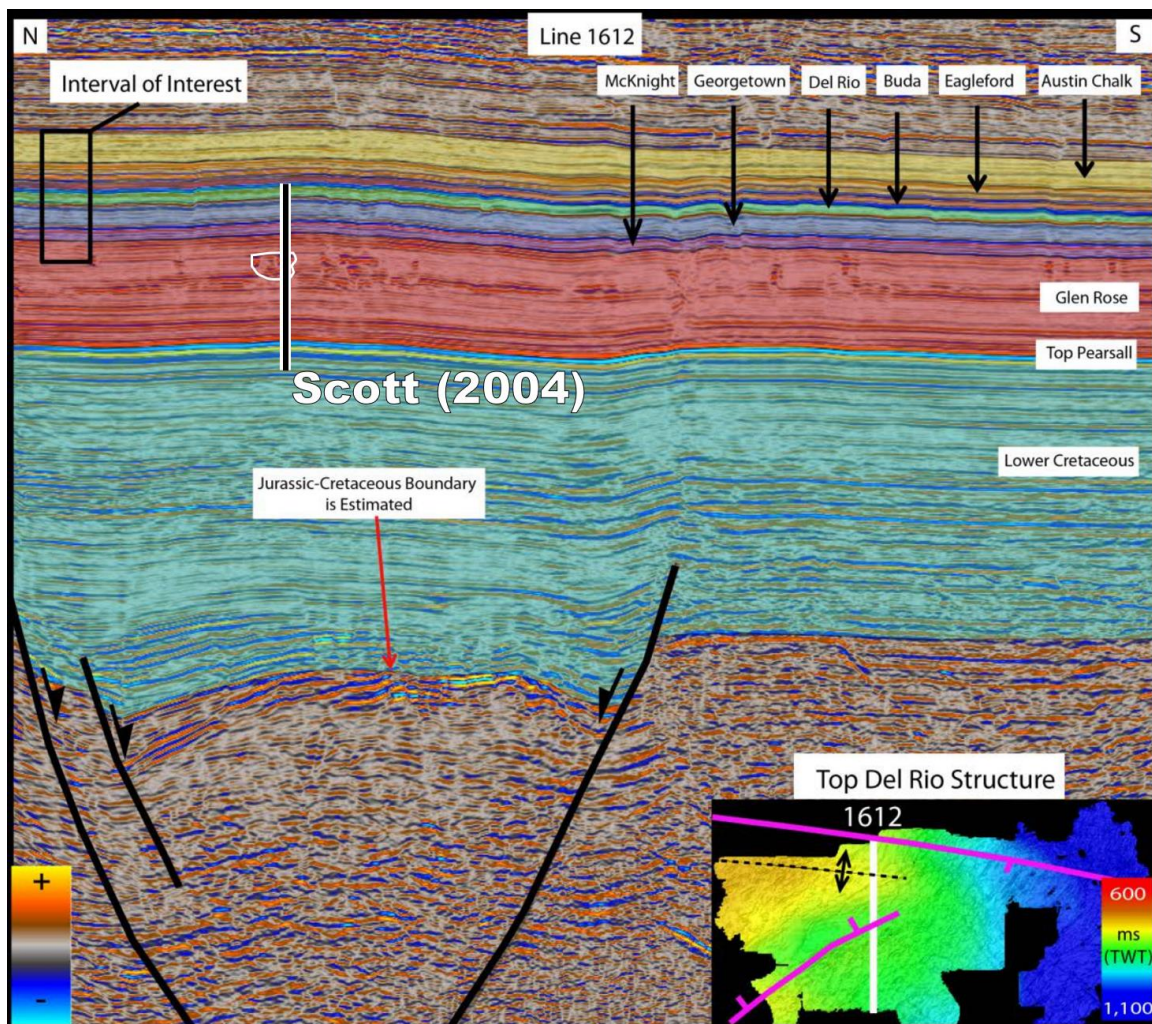 N
Line 1612
S
Interval of Interest
McKnight
Georgetown
Del Rio
Buda
Eagleford
Austin Chalk
Glen Rose
Top Pearsall
Scott (2004)
Lower Cretaceous
Jurassic-Cretaceous Boundary
is Estimated
Top Del Rio Structure
1612
+
-
600
ms
(TWT)
1,100